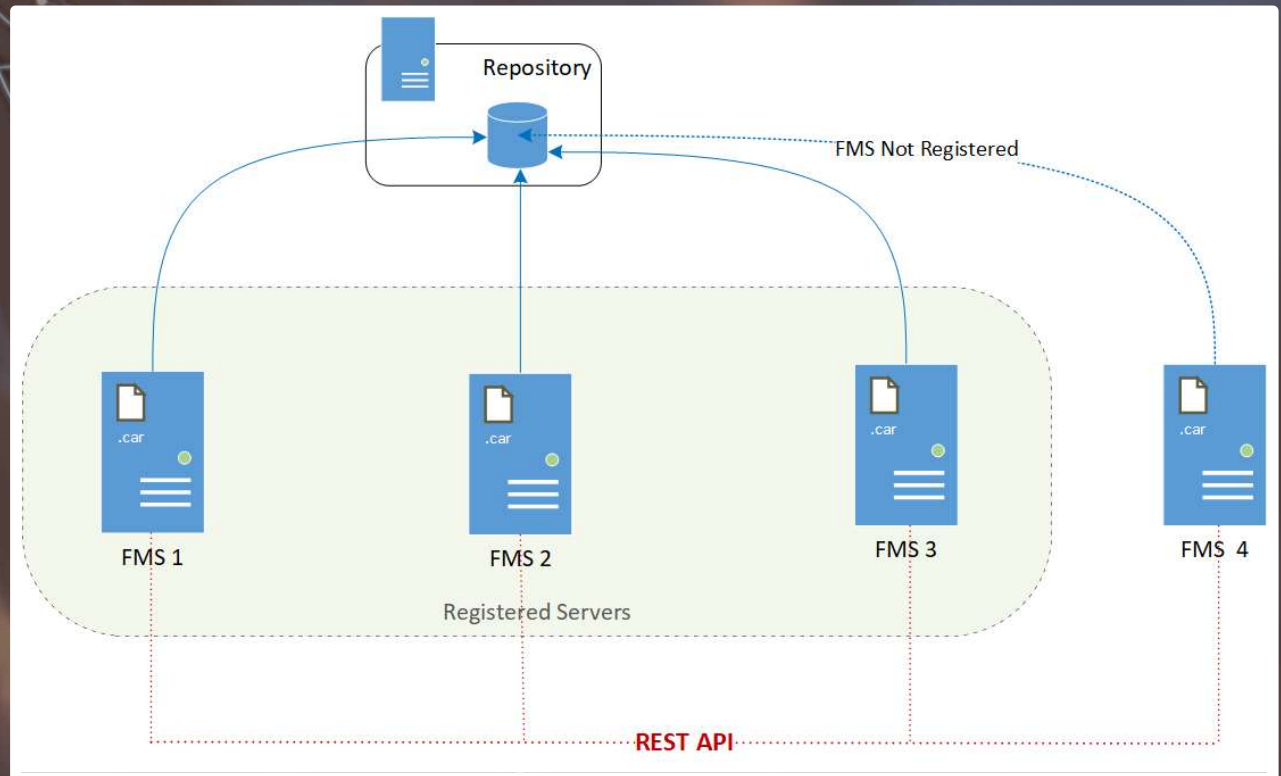 Repository
FMS Not Registered
.car
.car
.car
.car
FMS 1
FMS 2
FMS 3
FMS 4
Registered Servers
REST API